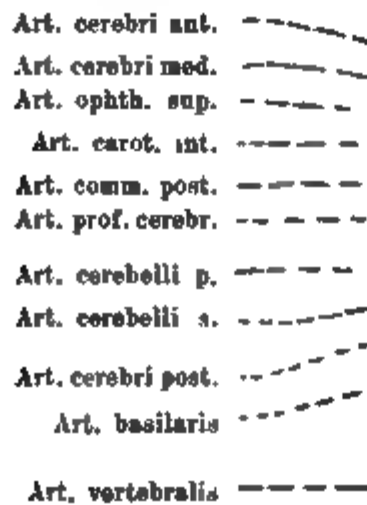 Art. cerebri ant.
Art. cerebri med.
Art. ophth. sup.
Art. carot. int.
Art. comm. post.
Art. prof. cerebr.
Art. cerebelli p.
Art. cerebelli s.
Art. cerebri post.
Art. basilaris
Art. vertebralis